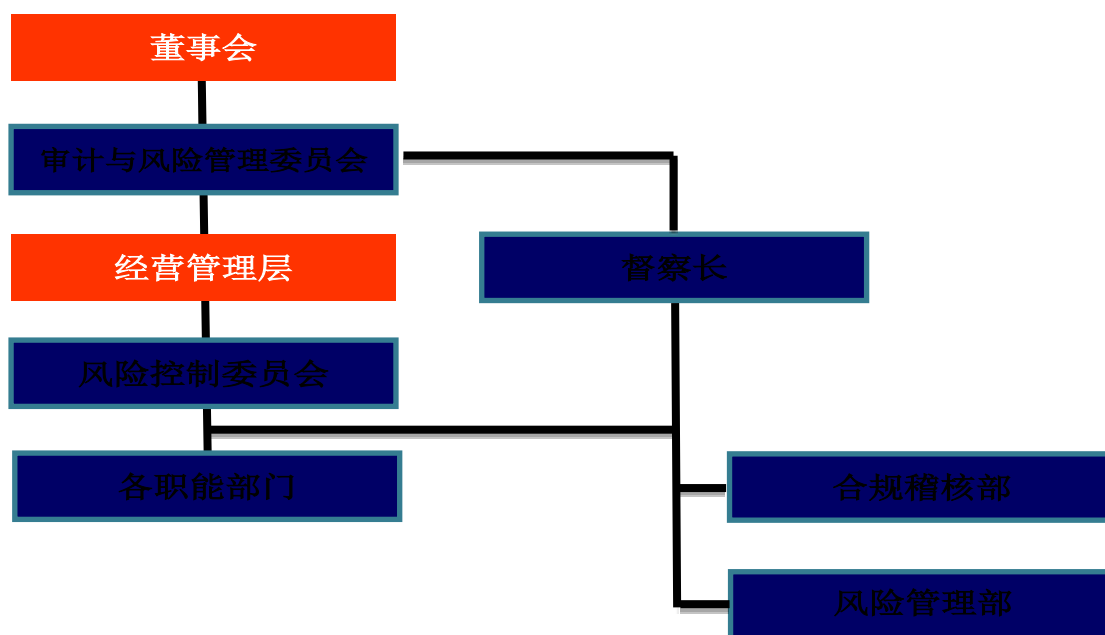 董事会
审计与风险管理委员会
经营管理层
督察长
风险控制委员会
各职能部门
合规稽核部
风险管理部